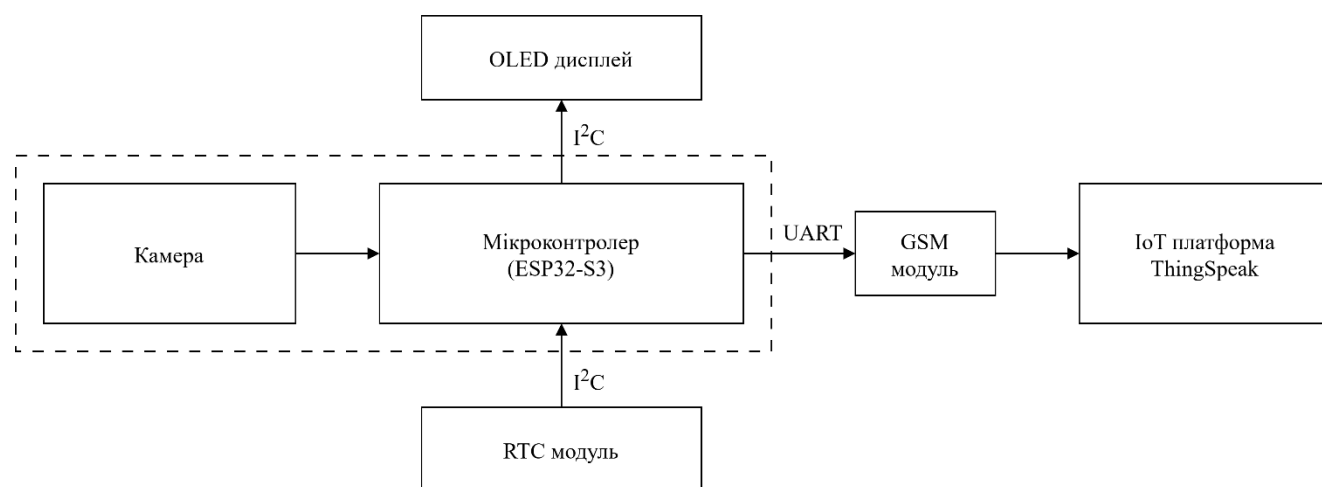 OLED дисплей
I²C
Камера
Мікроконтролер
(ESP32-S3)
UART
GSM
модуль
IoT платформа
ThingSpeak
I²C
RTC модуль